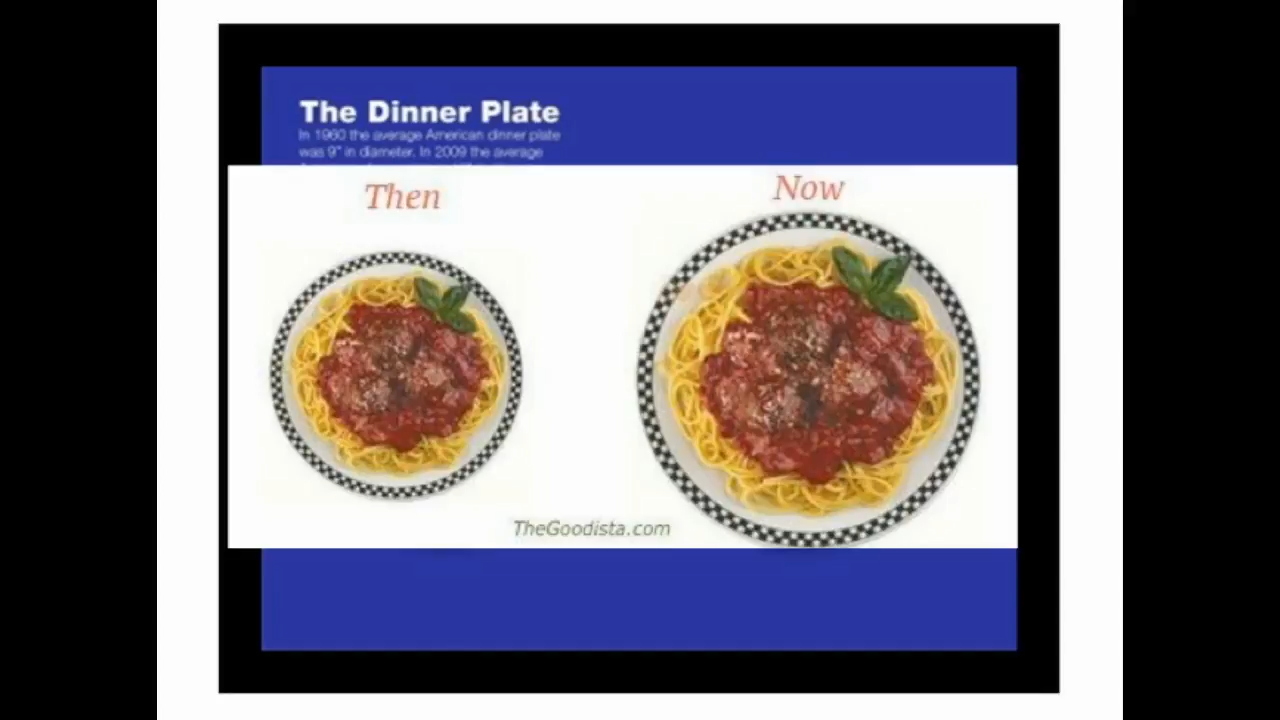 The Dinner Plate
In 1960 the average American dinner plate
was 9" in diameter. In 2009 the average
Then
Now
TheGoodista.com